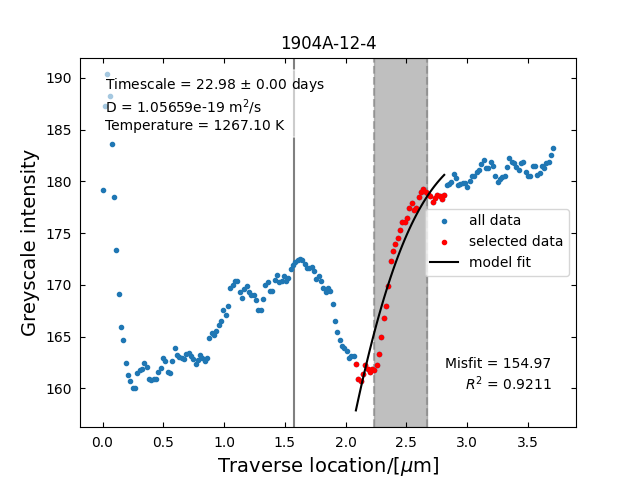 1904A-12-4
Timescale = 22.98 ± 0.00 days
D = 1.05659e-19 m²/s
Temperature = 1267.10 K
190
185
180
175
170
165
160
Greyscale intensity
all data
selected data
model fit
Misfit = 154.97
R² = 0.9211
0.0 0.5 1.0 1.5 2.0 2.5 3.0 3.5
Traverse location/[μm]